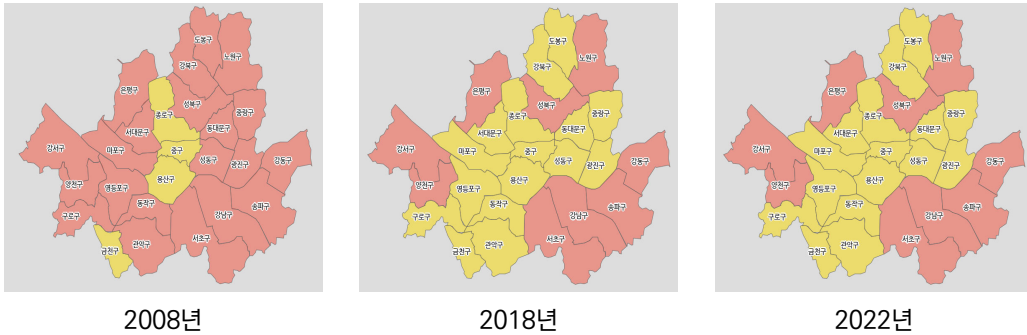 도봉구
노원구
강북구
은평구
성북구
종로구
중랑구
동대문구
서대문구
강서구
마포구
중구
성동구
광진구
강동구
양천구
용산구
영등포구
동작구
송파구
강남구
구로구
서초구
관악구
금천구
2008년
도봉구
노원구
강북구
은평구
성북구
종로구
중랑구
동대문구
서대문구
강서구
마포구
중구
성동구
광진구
강동구
양천구
용산구
영등포구
동작구
송파구
강남구
구로구
서초구
관악구
금천구
2018년
도봉구
노원구
강북구
은평구
성북구
종로구
중랑구
동대문구
서대문구
강서구
마포구
중구
성동구
광진구
강동구
양천구
용산구
영등포구
동작구
송파구
강남구
구로구
서초구
관악구
금천구
2022년